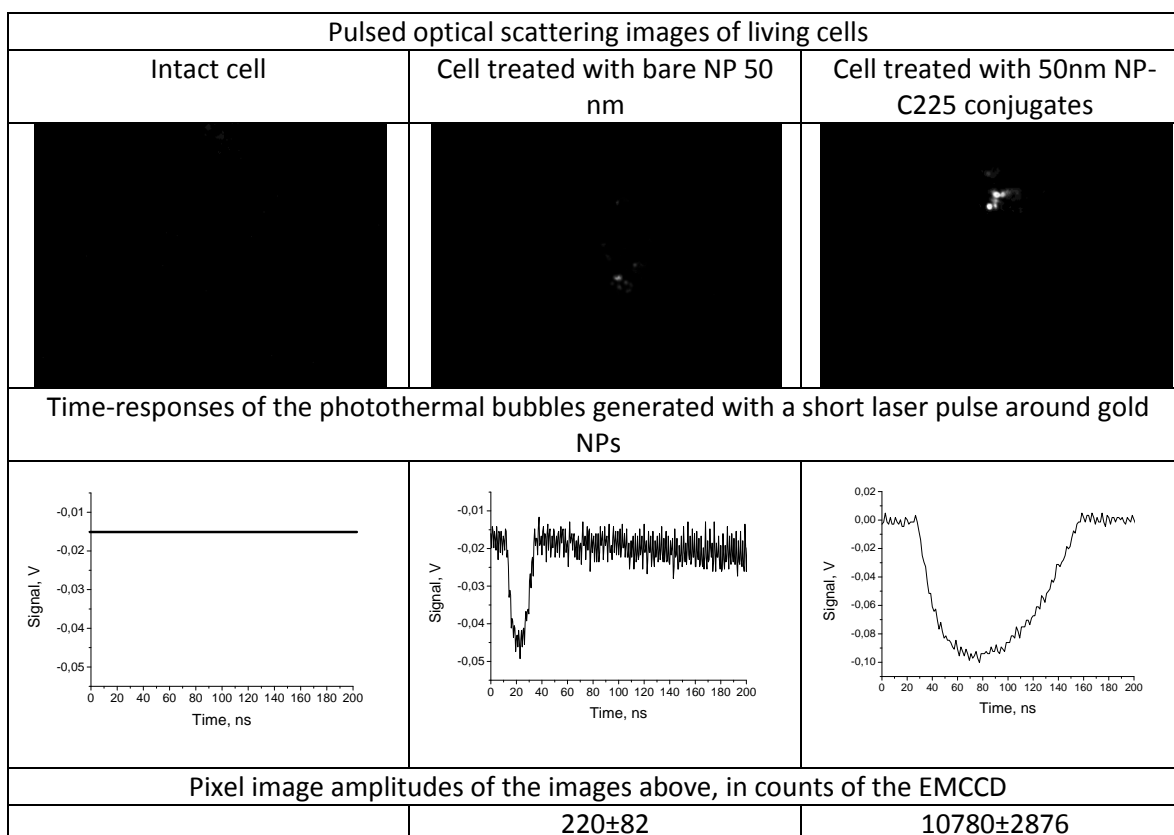 Pulsed optical scattering images of living cells
Intact cell
Cell treated with bare NP 50
nm
Cell treated with 50nm NP-
C225 conjugates
Time-responses of the photothermal bubbles generated with a short laser pulse around gold
NPs
-0,01
-0,02
-0,03
-0,04
-0,05
Signal, V
0 20 40 60 80 100 120 140 160 180 200
Time, ns
-0,01
-0,02
-0,03
-0,04
-0,05
Signal, V
0 20 40 60 80 100 120 140 160 180 200
Time, ns
0,02
0,00
-0,02
-0,04
-0,06
-0,08
-0,10
Signal, V
0 20 40 60 80 100 120 140 160 180 200
Time, ns
Pixel image amplitudes of the images above, in counts of the EMCCD
220±82
10780±2876